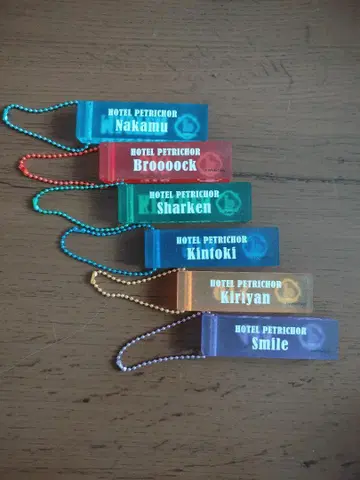 HOTEL PETRICHOR
Nakamu
HOTEL PETRICHOR
Broooock
HOTEL PETRICHOR
Sharken
HOTEL PETRICHOR
Kintoki
HOTEL PETRICHOR
Kiriyan
HOTEL PETRICHOR
Smile